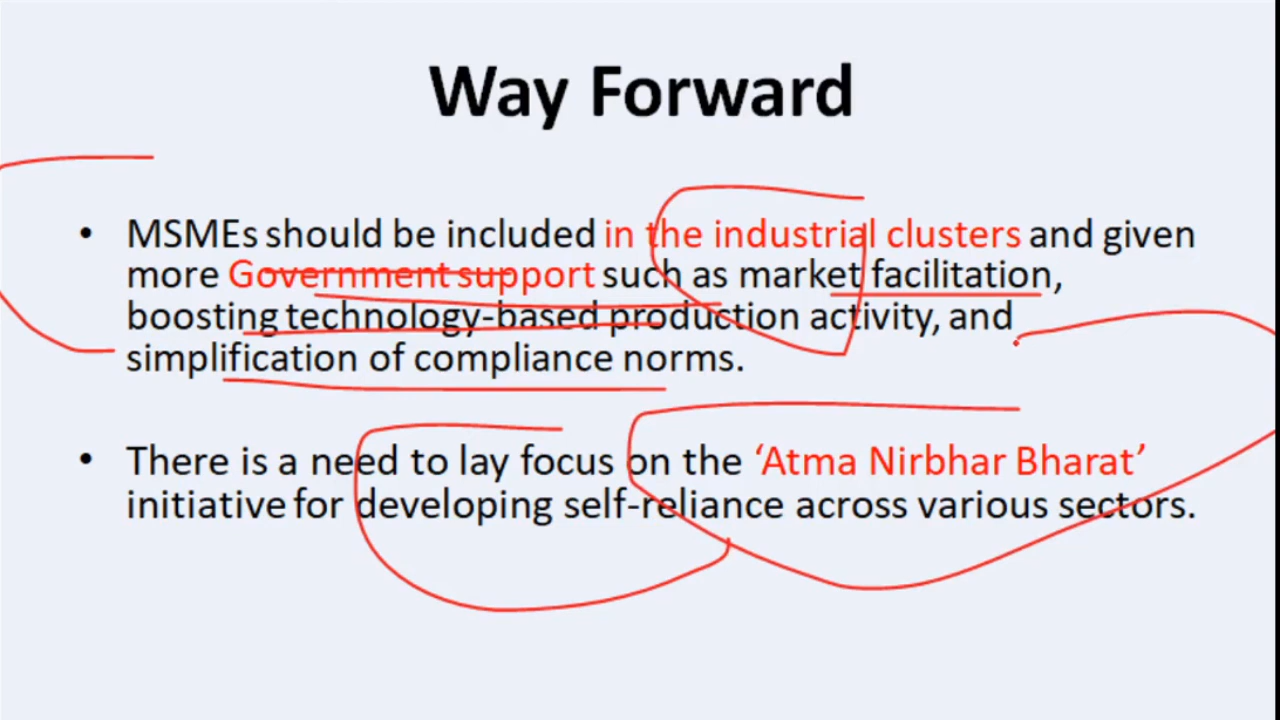 Way Forward
• MSMEs should be included in the industrial clusters and given
more Government support such as market facilitation,
boosting technology-based production activity, and
simplification of compliance norms.
• There is a need to lay focus on the ‘Atma Nirbhar Bharat’
initiative for developing self-reliance across various sectors.